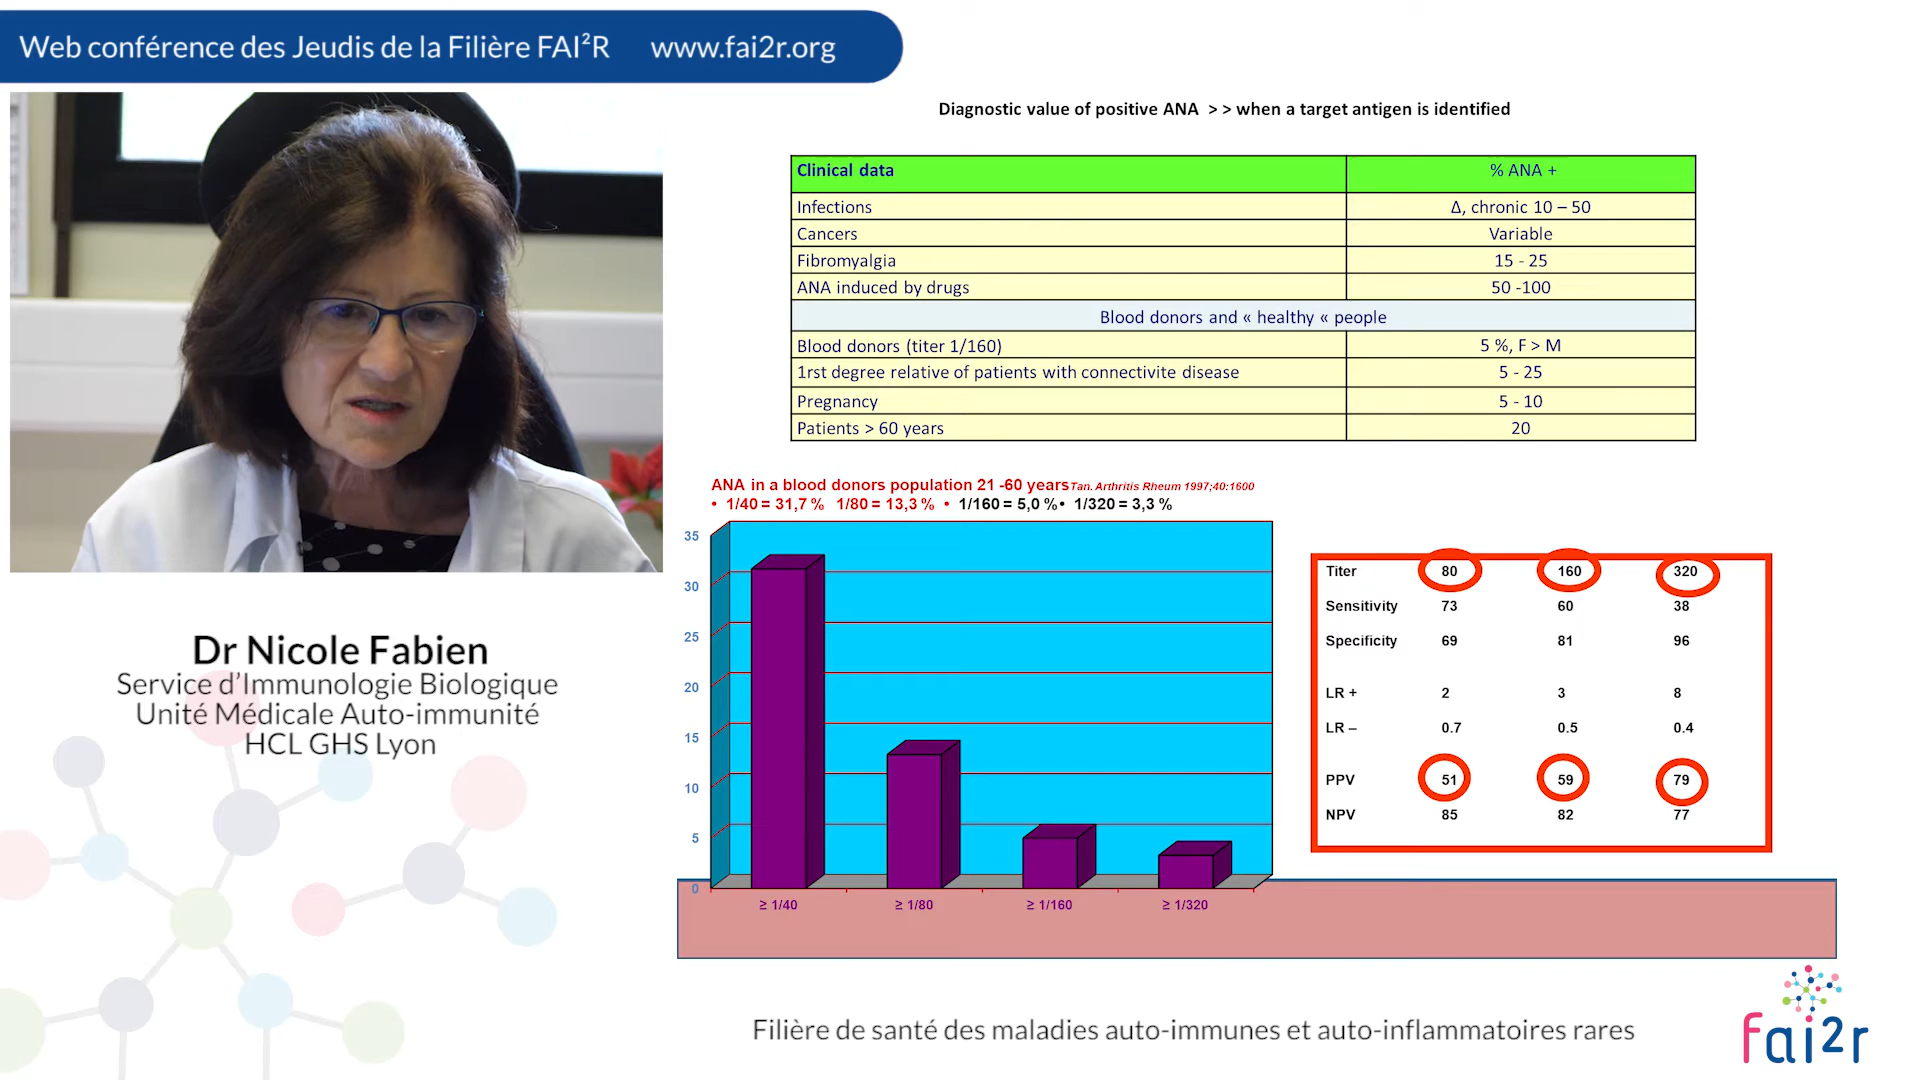 Web conférence des Jeudis de la Filière FAI²R www.fai2r.org
Diagnostic value of positive ANA > > when a target antigen is identified
Clinical data % ANA +
Infections Δ, chronic 10 – 50
Cancers Variable
Fibromyalgia 15 - 25
ANA induced by drugs 50 -100
Blood donors and « healthy « people
Blood donors (titer 1/160) 5 %, F > M
1rst degree relative of patients with connectivite disease 5 - 25
Pregnancy 5 - 10
Patients > 60 years 20
ANA in a blood donors population 21 -60 years Tan. Arthritis Rheum 1997;40:1600
• 1/40 = 31,7 % 1/80 = 13,3 % • 1/160 = 5,0 % • 1/320 = 3,3 %
35
30
25
20
15
10
5
0
≥ 1/40 ≥ 1/80 ≥ 1/160 ≥ 1/320
Titer 80 160 320
Sensitivity 73 60 38
Specificity 69 81 96
LR + 2 3 8
LR – 0.7 0.5 0.4
PPV 51 59 79
NPV 85 82 77
Dr Nicole Fabien
Service d'Immunologie Biologique
Unité Médicale Auto-immunité
HCL GHS Lyon
Filière de santé des maladies auto-immunes et auto-inflammatoires rares
fai2r